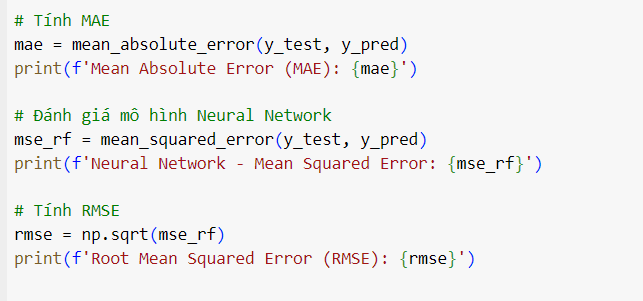 # Tính MAE
mae = mean_absolute_error(y_test, y_pred)
print(f'Mean Absolute Error (MAE): {mae}')
# Đánh giá mô hình Neural Network
mse_rf = mean_squared_error(y_test, y_pred)
print(f'Neural Network - Mean Squared Error: {mse_rf}')
# Tính RMSE
rmse = np.sqrt(mse_rf)
print(f'Root Mean Squared Error (RMSE): {rmse}')